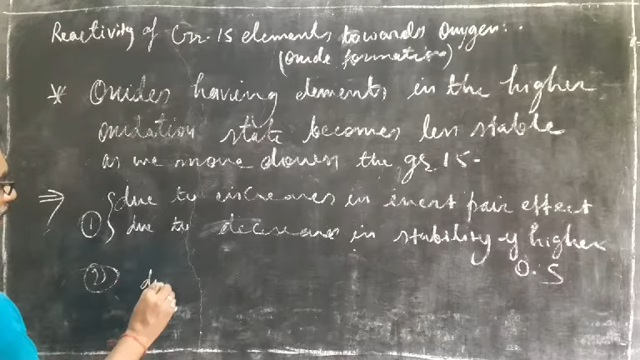 Reactivity of Gr.15 elements towards Oxygen:
(Oxide formation)
* Oxides having elements in the higher
oxidation state becomes less stable
as we move down the gr. 15.
⇒ ① { due to increases in inert pair effect
due to decreases in stability of higher
O.S
② d